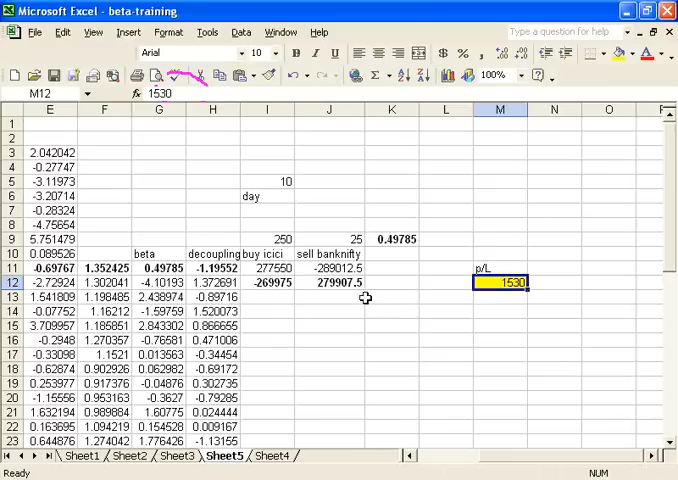 Microsoft Excel - beta-training
File Edit View Insert Format Tools Data Window Help Type a question for help
Arial 10 B I U $ %
Σ 100%
M12 fx 1530
E F G H I J K L M N O P
1
2
3 2.042042
4 -0.27747
5 -3.11973 10
6 -3.20714 day
7 -0.28324
8 -4.75654
9 5.751479 250 25 0.49785
10 0.089526 beta decoupling buy icici sell banknifty
11 -0.69767 1.352425 0.49785 -1.19552 277550 -289012.5 p/L
12 -2.72924 1.302041 -4.10193 1.372691 -269975 279907.5 1530
13 1.541809 1.198485 2.438974 -0.89716
14 -0.07752 1.16212 -1.59759 1.520073
15 3.709957 1.185851 2.843302 0.866655
16 -0.2948 1.270357 -0.76581 0.471006
17 -0.33098 1.1521 0.013563 -0.34454
18 -0.62874 0.902926 0.062982 -0.69172
19 0.253977 0.917376 -0.04876 0.302735
20 -1.15556 0.953163 -0.3627 -0.79285
21 1.632194 0.989884 1.60775 0.024444
22 0.163695 1.094219 0.154528 0.009167
23 0.644876 1.274042 1.776426 -1.13155
Sheet1 Sheet2 Sheet3 Sheet5 Sheet4
Ready NUM